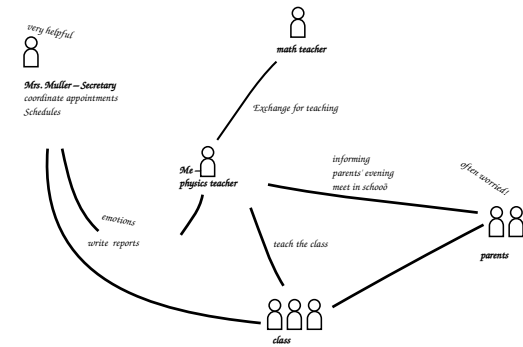 very helpful
Mrs. Muller – Secretary
coordinate appointments
Schedules
math teacher
Exchange for teaching
Me –
physics teacher
informing
parents' evening
meet in schooö
often worried!
parents
emotions
write reports
teach the class
class